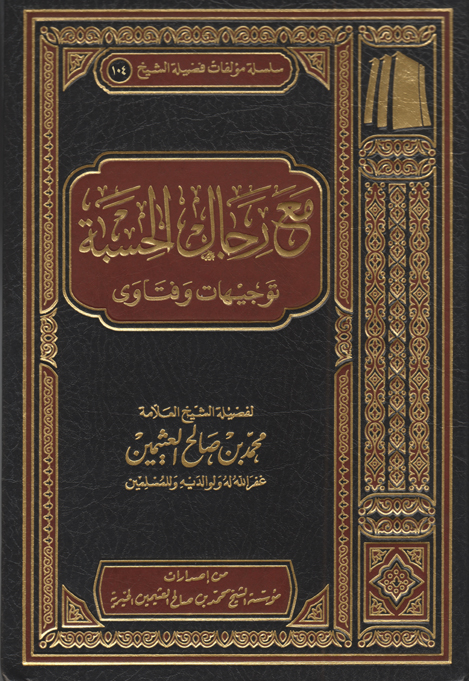 سلسلة مؤلفات فضيلة الشيخ ١٠٤
مع رجال الحسبة
توجيهات وفتاوى
لفضيلة الشيخ العلامة
محمد بن صالح العثيمين
غفر الله له ولوالديه وللمسلمين
من إصدارات
مؤسسة الشيخ محمد بن صالح العثيمين الخيرية